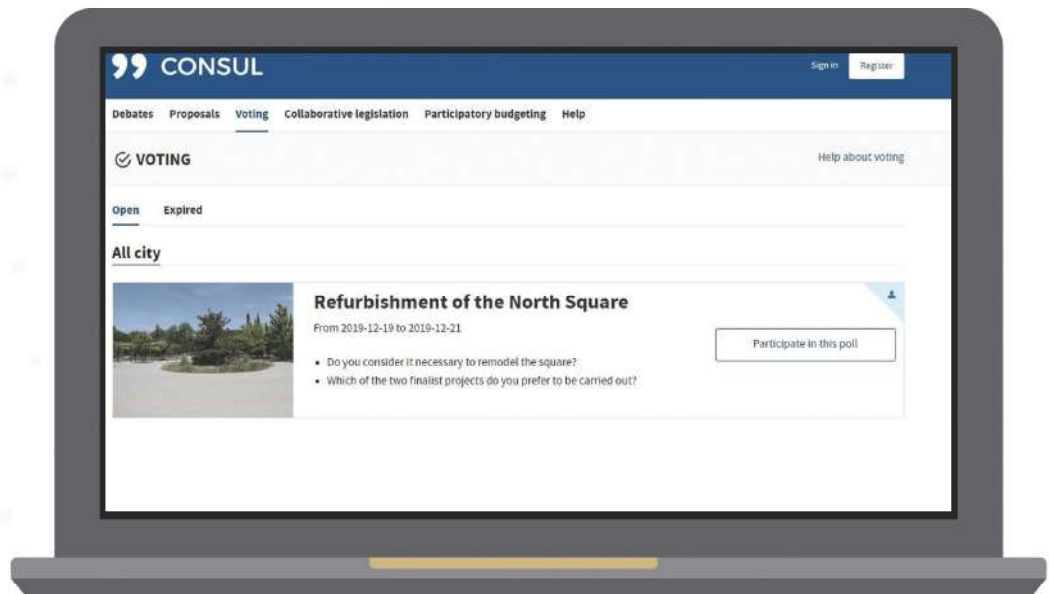 CONSUL
Sign in Register
Debates Proposals Voting Collaborative legislation Participatory budgeting Help
VOTING
Help about voting
Open Expired
All city
Refurbishment of the North Square
From 2019-12-19 to 2019-12-21
• Do you consider it necessary to remodel the square?
• Which of the two finalist projects do you prefer to be carried out?
Participate in this poll